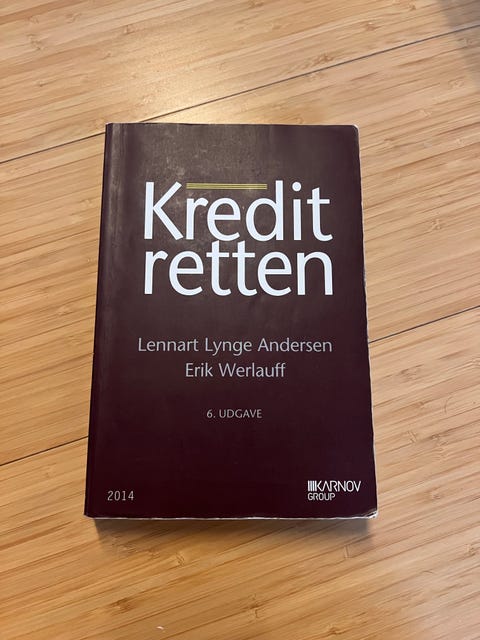 Kredit
retten
Lennart Lynge Andersen
Erik Werlauff
6. UDGAVE
2014
KARNOV
GROUP